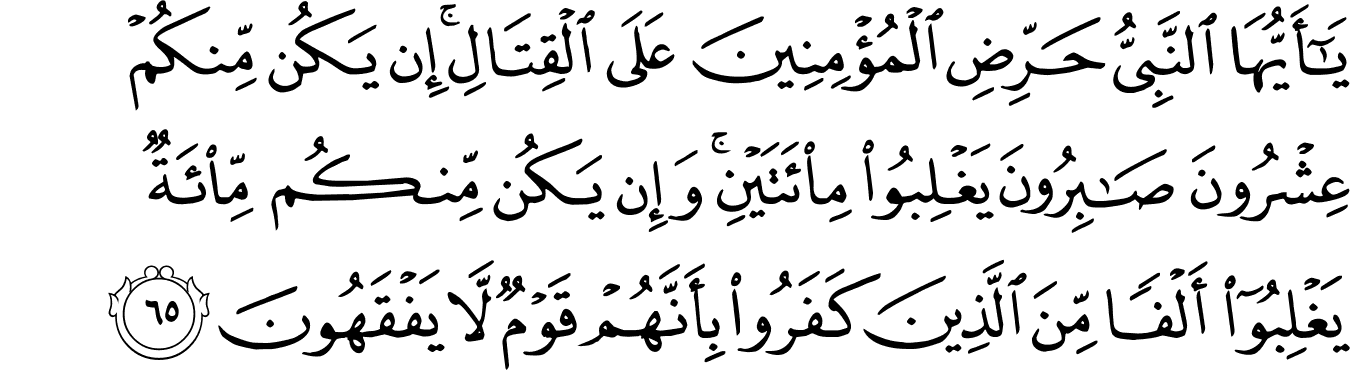 يَٰٓأَيُّهَا ٱلنَّبِىُّ حَرِّضِ ٱلْمُؤْمِنِينَ عَلَى ٱلْقِتَالِ ۚ إِن يَكُن مِّنكُمْ
عِشْرُونَ صَٰبِرُونَ يَغْلِبُوا۟ مِا۟ئَتَيْنِ ۚ وَإِن يَكُن مِّنكُم مِّا۟ئَةٌ
يَغْلِبُوٓا۟ أَلْفًا مِّنَ ٱلَّذِينَ كَفَرُوا۟ بِأَنَّهُمْ قَوْمٌ لَّا يَفْقَهُونَ ٦٥